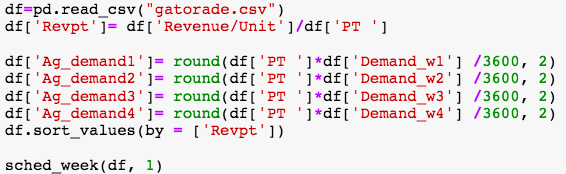 df=pd.read_csv("gatorade.csv")
df['Revpt']= df['Revenue/Unit']/df['PT ']
df['Ag_demand1']= round(df['PT ']*df['Demand_w1'] /3600, 2)
df['Ag_demand2']= round(df['PT ']*df['Demand_w2'] /3600, 2)
df['Ag_demand3']= round(df['PT ']*df['Demand_w3'] /3600, 2)
df['Ag_demand4']= round(df['PT ']*df['Demand_w4'] /3600, 2)
df.sort_values(by = ['Revpt'])
sched_week(df, 1)